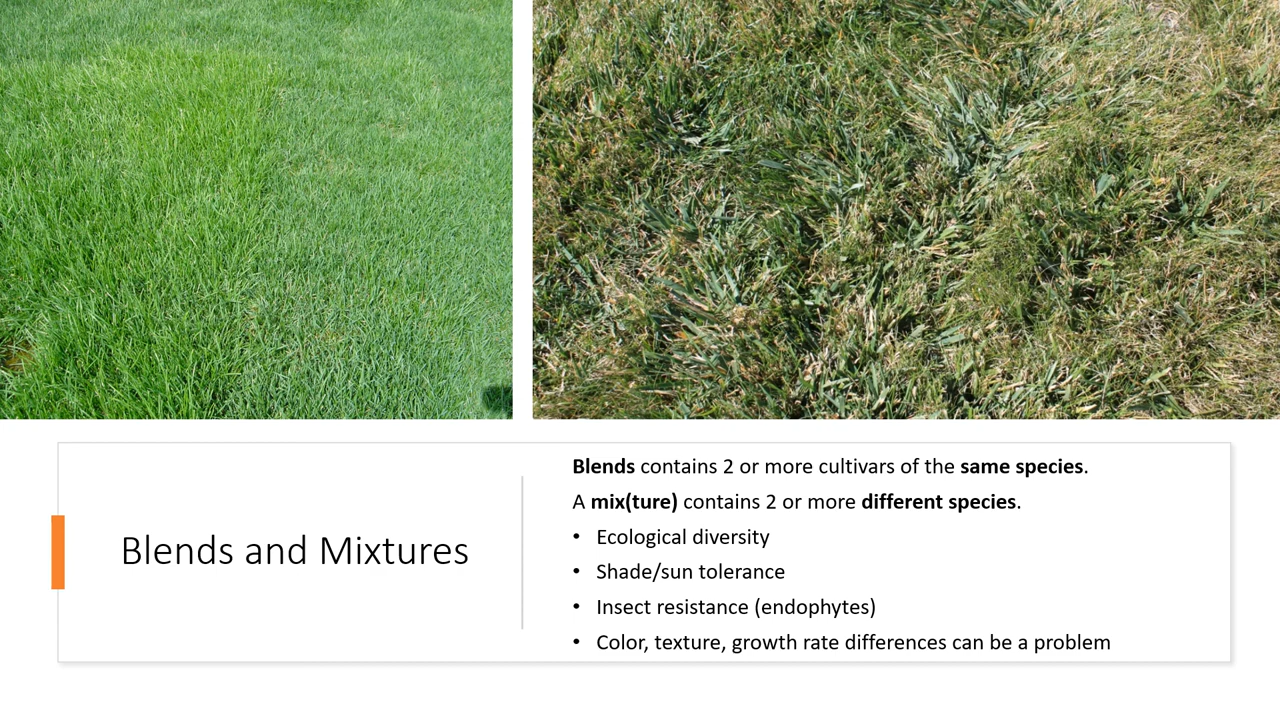 Blends and Mixtures
Blends contains 2 or more cultivars of the same species.
A mix(ture) contains 2 or more different species.
• Ecological diversity
• Shade/sun tolerance
• Insect resistance (endophytes)
• Color, texture, growth rate differences can be a problem